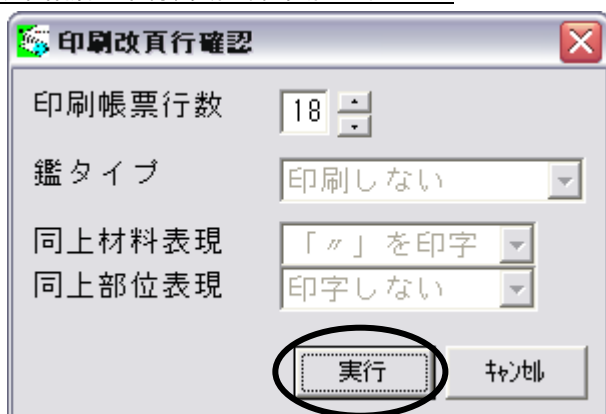 印刷改頁行確認
印刷帳票行数 18
鑑タイプ 印刷しない
同上材料表現 「〃」を印字
同上部位表現 印字しない
実行 ｷｬﾝｾﾙ